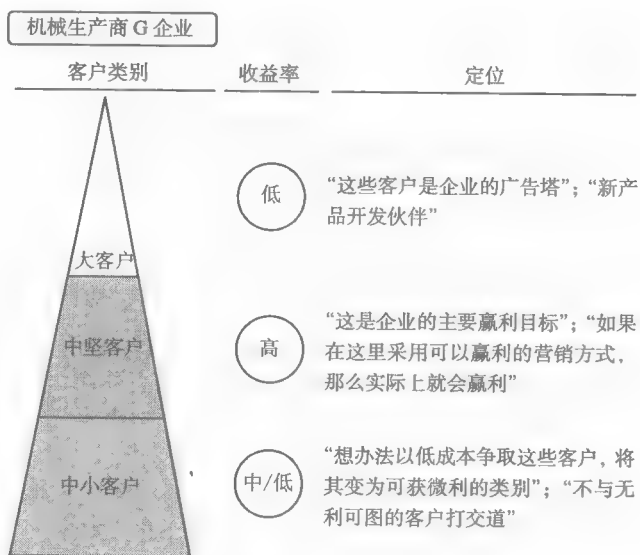 机械生产商 G 企业
客户类别 收益率 定位
大客户
低
“这些客户是企业的广告塔”；“新产
品开发伙伴”
中坚客户
高
“这是企业的主要赢利目标”；“如果
在这里采用可以赢利的营销方式，
那么实际上就会赢利”
中小客户
中/低
“想办法以低成本争取这些客户，将
其变为可获微利的类别”；“不与无
利可图的客户打交道”